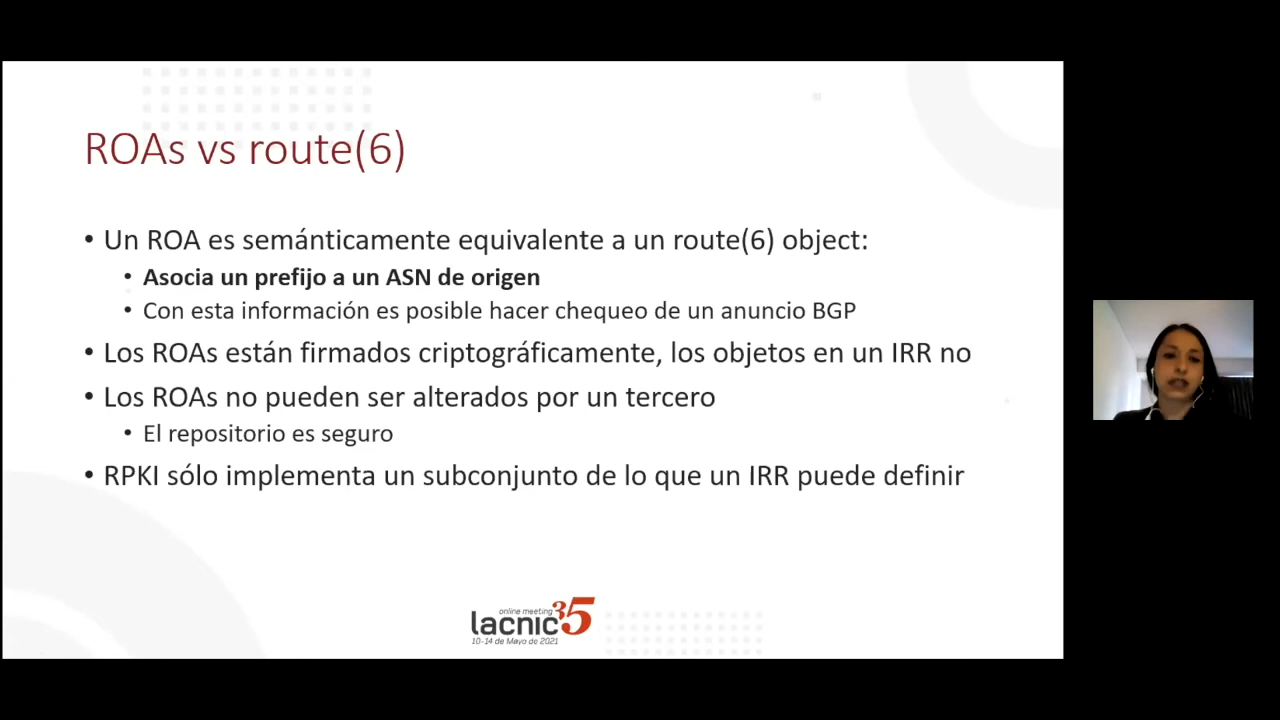 ROAs vs route(6)
• Un ROA es semánticamente equivalente a un route(6) object:
• Asocia un prefijo a un ASN de origen
• Con esta información es posible hacer chequeo de un anuncio BGP
• Los ROAs están firmados criptográficamente, los objetos en un IRR no
• Los ROAs no pueden ser alterados por un tercero
• El repositorio es seguro
• RPKI sólo implementa un subconjunto de lo que un IRR puede definir
online meeting
lacnic35
10-14 de Mayo de 2021